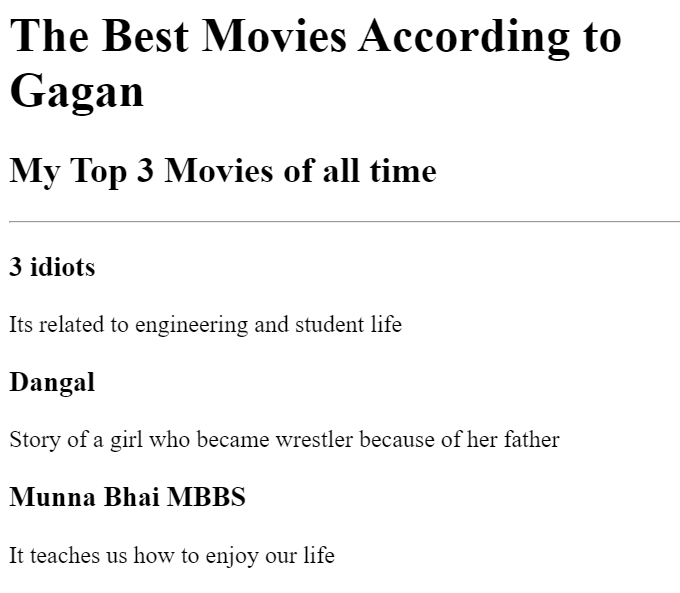 The Best Movies According to
Gagan
My Top 3 Movies of all time
3 idiots
Its related to engineering and student life
Dangal
Story of a girl who became wrestler because of her father
Munna Bhai MBBS
It teaches us how to enjoy our life